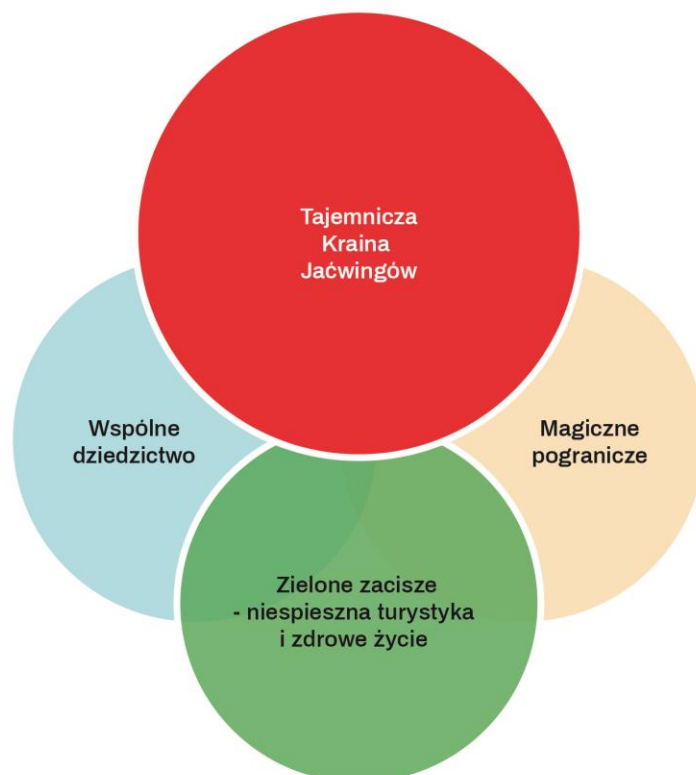 Tajemnicza
Kraina
Jaćwingów
Wspólne
dziedzictwo
Magiczne
pogranicze
Zielone zacisze
- niespieszna turystyka
i zdrowe życie